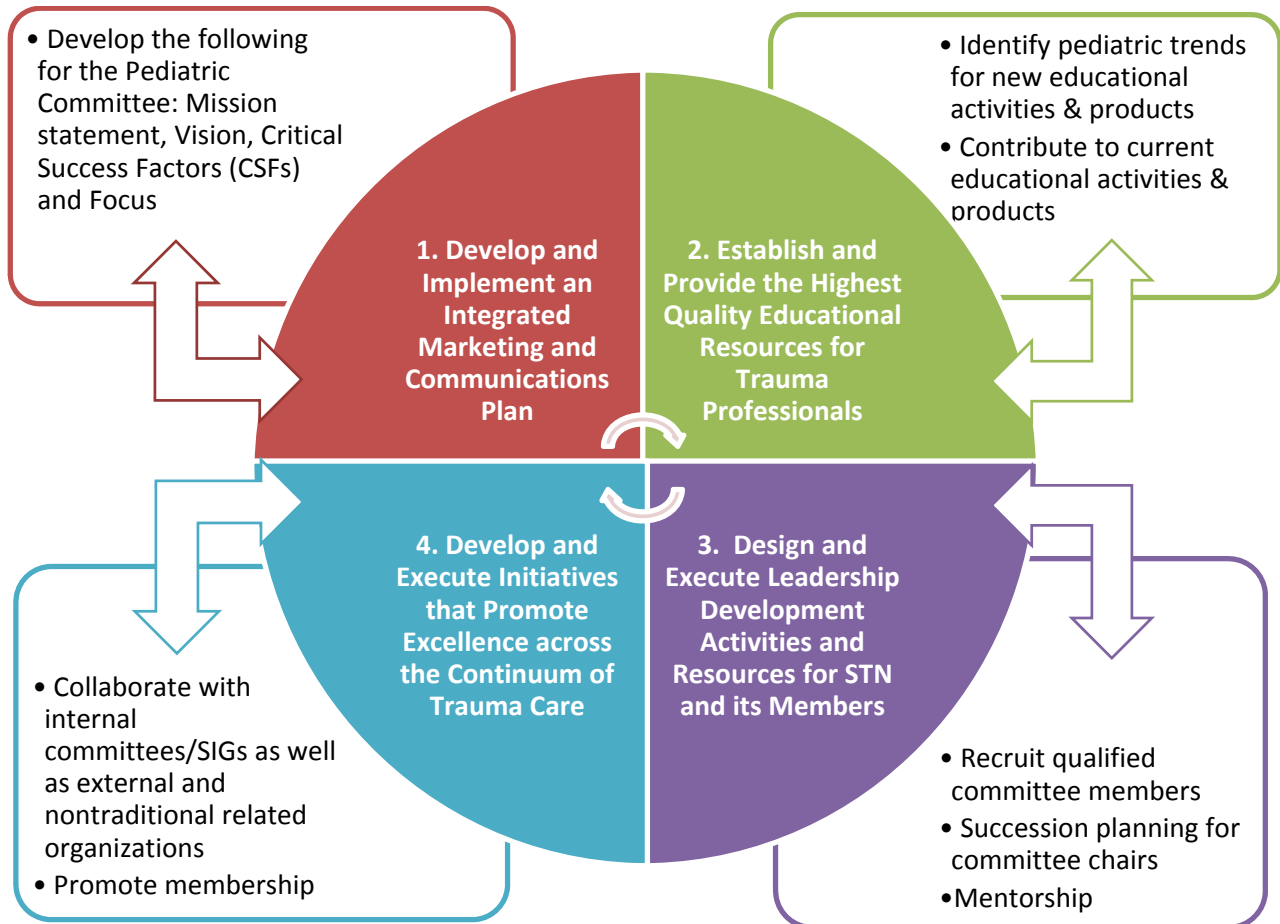 • Develop the following
for the Pediatric
Committee: Mission
statement, Vision, Critical
Success Factors (CSFs)
and Focus
• Identify pediatric trends
for new educational
activities & products
• Contribute to current
educational activities &
products
1. Develop and
Implement an
Integrated
Marketing and
Communications
Plan
2. Establish and
Provide the Highest
Quality Educational
Resources for
Trauma
Professionals
4. Develop and
Execute Initiatives
that Promote
Excellence across
the Continuum of
Trauma Care
3. Design and
Execute Leadership
Development
Activities and
Resources for STN
and its Members
• Collaborate with
internal
committees/SIGs as well
as external and
nontraditional related
organizations
• Promote membership
• Recruit qualified
committee members
• Succession planning for
committee chairs
•Mentorship